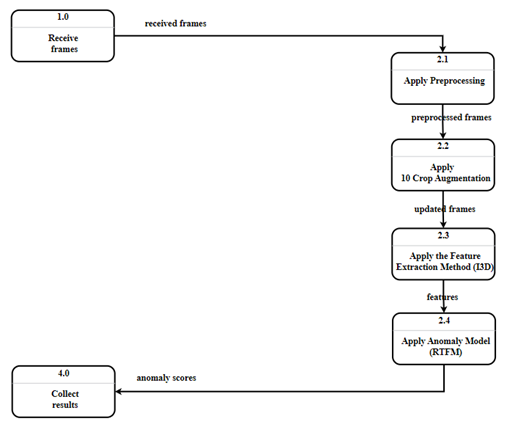 1.0
Receive
frames
received frames
2.1
Apply Preprocessing
preprocessed frames
2.2
Apply
10 Crop Augmentation
updated frames
2.3
Apply the Feature
Extraction Method (I3D)
features
2.4
Apply Anomaly Model
(RTFM)
anomaly scores
4.0
Collect
results